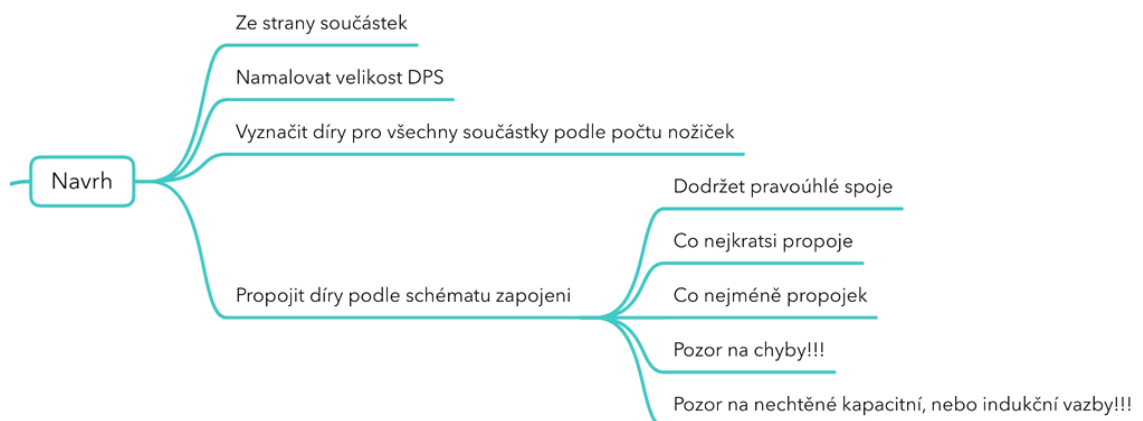 Ze strany součástek
Namalovat velikost DPS
Vyznačit díry pro všechny součástky podle počtu nožiček
Navrh
Propojit díry podle schématu zapojeni
Dodržet pravoúhlé spoje
Co nejkratsi propoje
Co nejméně propojek
Pozor na chyby!!!
Pozor na nechtěné kapacitní, nebo indukční vazby!!!